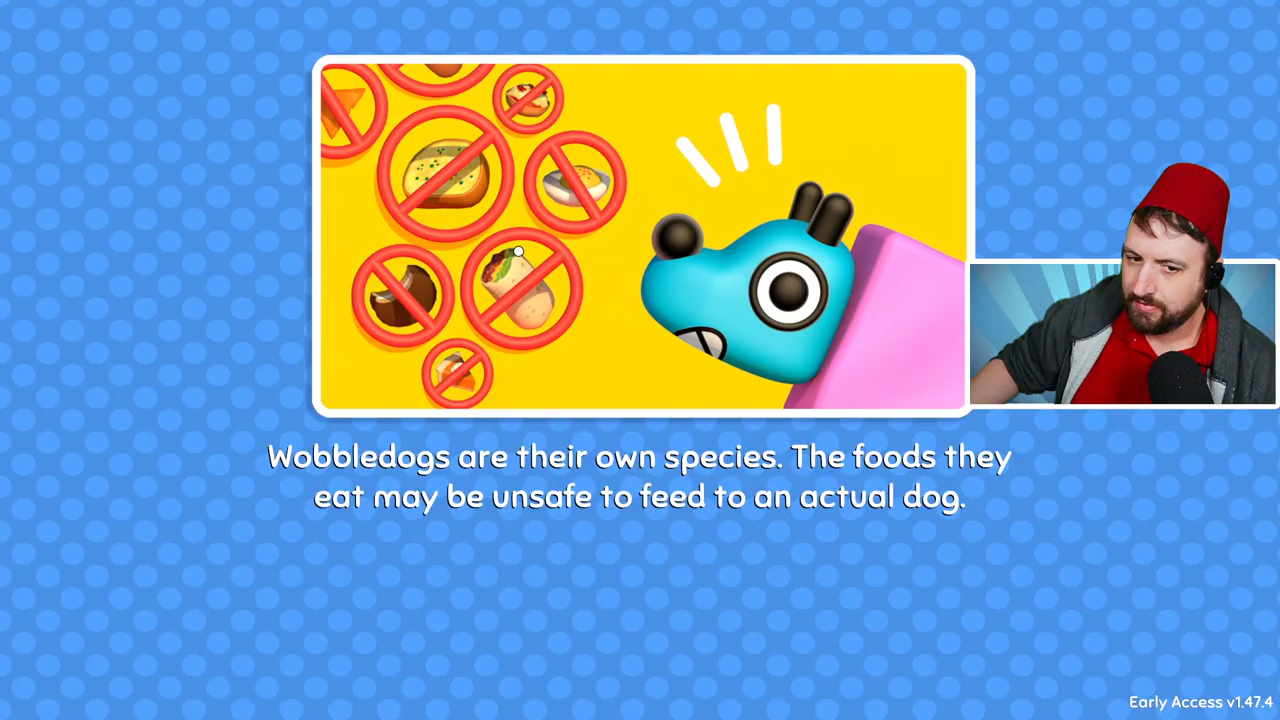 Wobbledogs are their own species. The foods they
eat may be unsafe to feed to an actual dog.
Early Access v1.47.4